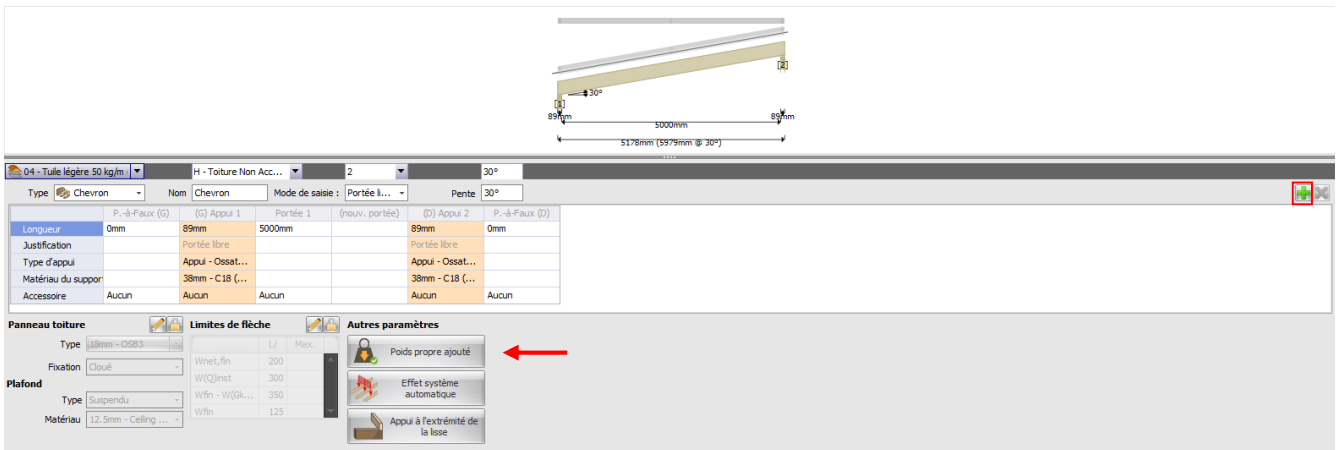 [2]
30°
[1]
89mm 89mm
5000mm
5178mm (5979mm @ 30°)
04 - Tuile légère 50 kg/m H - Toiture Non Acc... 2 30°
Type Chevron Nom Chevron Mode de saisie : Portée li... Pente 30°
P.-à-Faux (G) (G) Appui 1 Portée 1 (nouv. portée) (D) Appui 2 P.-à-Faux (D)
Longueur 0mm 89mm 5000mm 89mm 0mm
Justification Portée libre Portée libre
Type d'appui Appui - Ossat... Appui - Ossat...
Matériau du support 38mm - C18 (... 38mm - C18 (...
Accessoire Aucun Aucun Aucun Aucun Aucun
Panneau toiture Limites de flèche Autres paramètres
Type 18mm - OSB3 L/ Max. Poids propre ajouté
Fixation Cloué Wnet,fin 200
W(Q)inst 300
Plafond
Type Suspendu Wfin - W(Gk... 350 Effet système
automatique
Matériau 12.5mm - Ceiling ... Wfin 125 Appui à l'extrémité de
la lisse